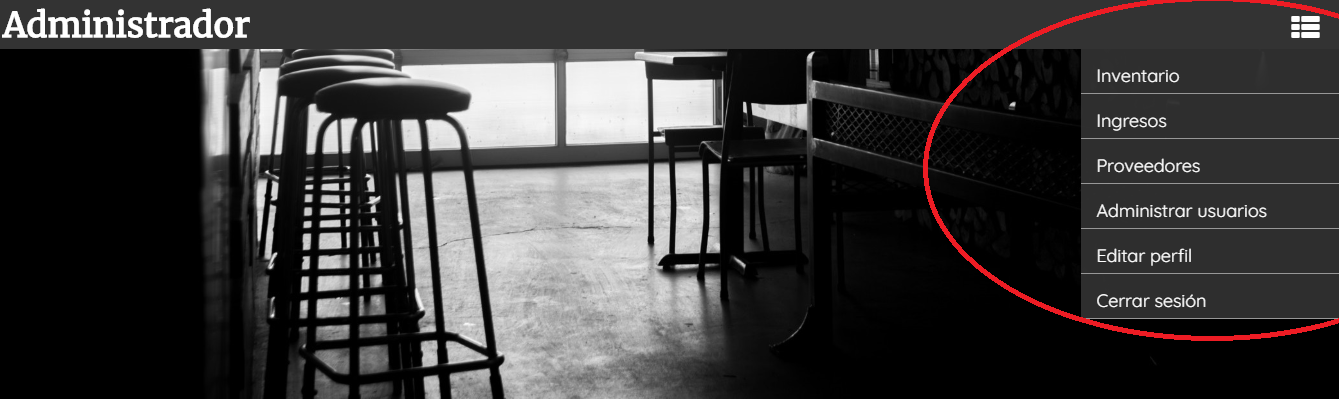 Administrador
Inventario
Ingresos
Proveedores
Administrar usuarios
Editar perfil
Cerrar sesión